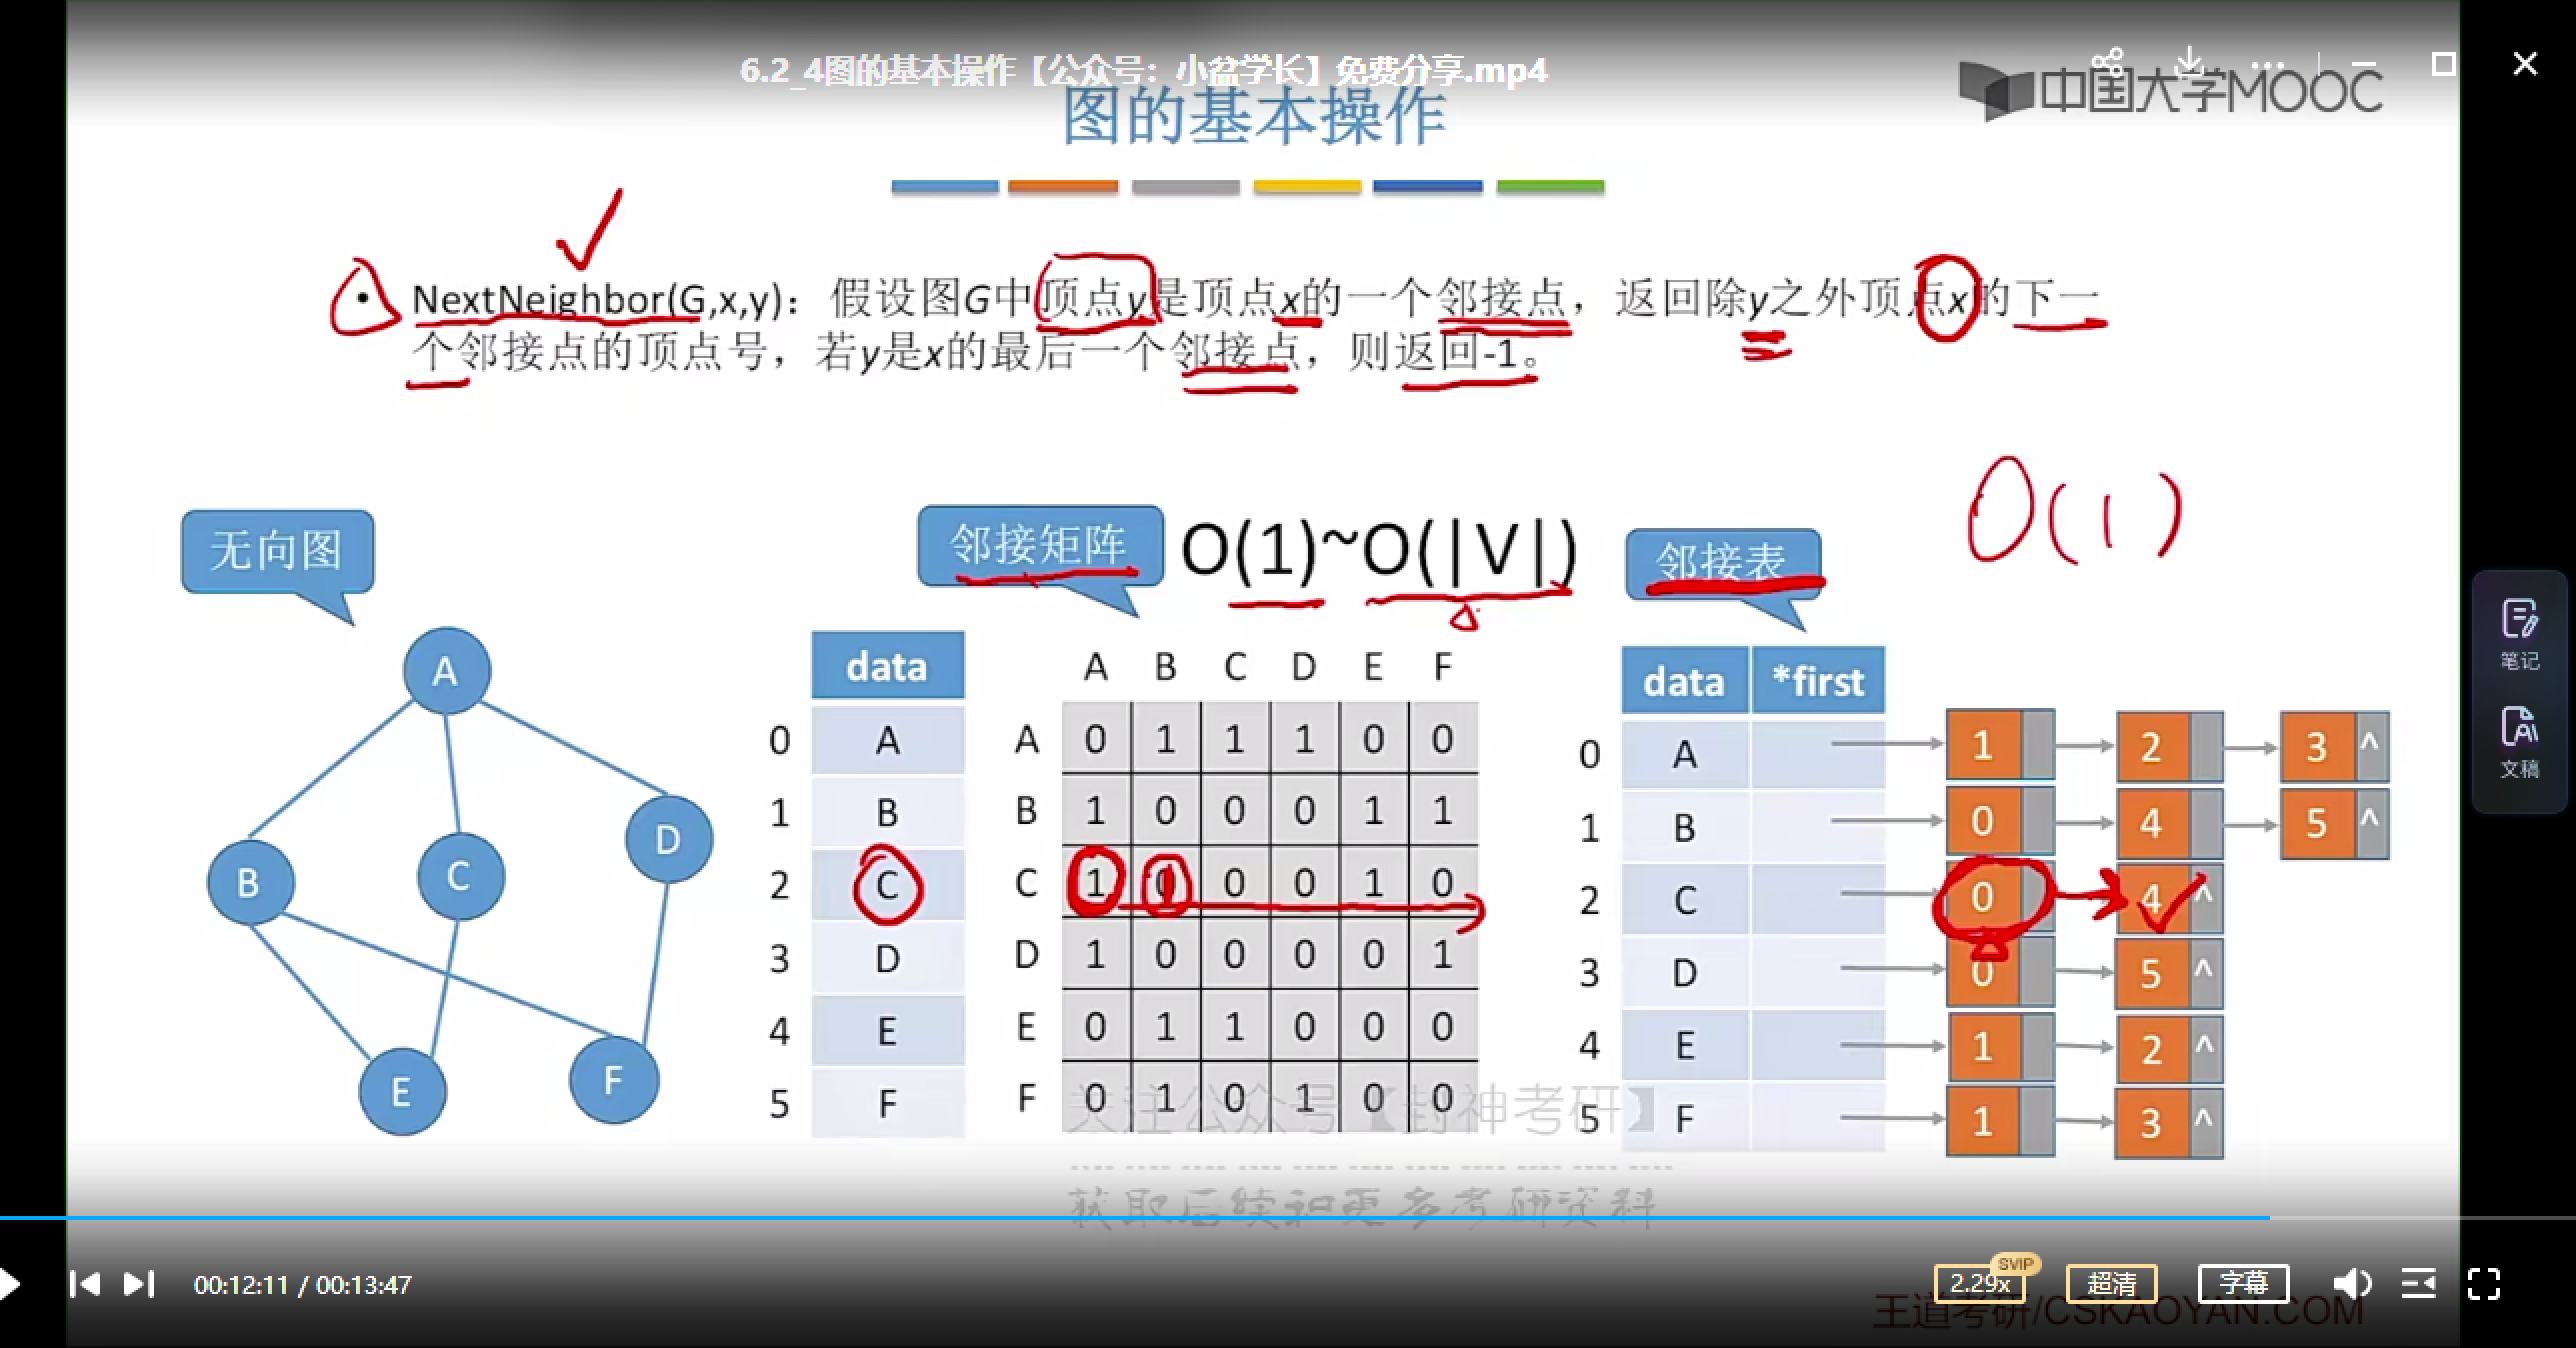 6.2_4图的基本操作【公众号：小盆学长】免费分享.mp4
中国大学MOOC
图的基本操作
• NextNeighbor(G,x,y)：假设图G中顶点y是顶点x的一个邻接点，返回除y之外顶点x的下一
个邻接点的顶点号，若y是x的最后一个邻接点，则返回-1。
O(1)
无向图
邻接矩阵 O(1)~O(|V|)
邻接表
A
B
C
D
E
F
data
0 A
1 B
2 C
3 D
4 E
5 F
A B C D E F
A 0 1 1 1 0 0
B 1 0 0 0 1 1
C 1 0 0 0 1 0
D 1 0 0 0 0 1
E 0 1 1 0 0 0
F 0 1 0 1 0 0
data *first
0 A 1 2 3 ^
1 B 0 4 5 ^
2 C 0 4 ^
3 D 0 5 ^
4 E 1 2 ^
5 F 1 3 ^
关注公众号【封神考研】
获取后续和更多考研资料
笔记
文稿
00:12:11 / 00:13:47
SVIP
2.29x
超清
字幕
王道考研/CSKAOYAN.COM